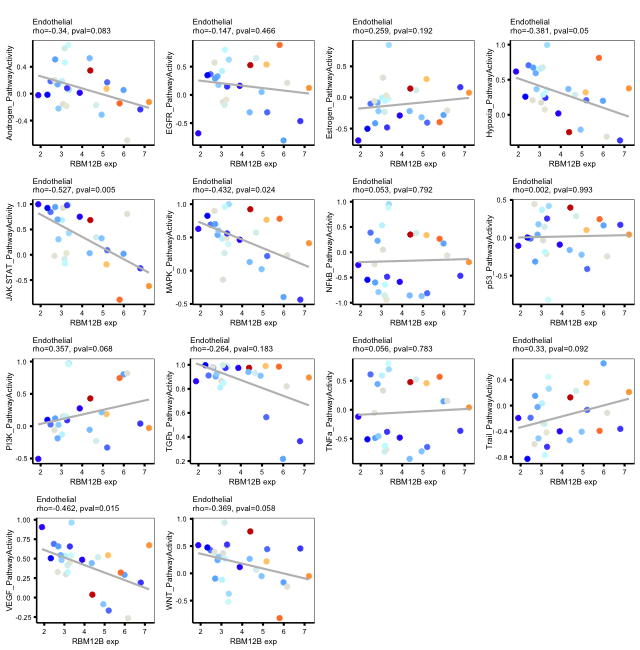 Endothelial
rho=-0.34, pval=0.083
Androgen_PathwayActivity
0.4
0.0
-0.4
2 3 4 5 6 7
RBM12B exp
Endothelial
rho=-0.147, pval=0.466
EGFR_PathwayActivity
0.5
0.0
-0.5
2 3 4 5 6 7
RBM12B exp
Endothelial
rho=0.259, pval=0.192
Estrogen_PathwayActivity
0.5
0.0
-0.5
2 3 4 5 6 7
RBM12B exp
Endothelial
rho=-0.381, pval=0.05
Hypoxia_PathwayActivity
1.0
0.5
0.0
2 3 4 5 6 7
RBM12B exp
Endothelial
rho=-0.527, pval=0.005
JAK.STAT_PathwayActivity
1.0
0.5
0.0
-0.5
2 3 4 5 6 7
RBM12B exp
Endothelial
rho=-0.432, pval=0.024
MAPK_PathwayActivity
1.0
0.5
0.0
-0.5
2 3 4 5 6 7
RBM12B exp
Endothelial
rho=0.053, pval=0.792
NFkB_PathwayActivity
1.0
0.5
0.0
-0.5
-1.0
2 3 4 5 6 7
RBM12B exp
Endothelial
rho=0.002, pval=0.993
p53_PathwayActivity
0.5
0.0
-0.5
2 3 4 5 6 7
RBM12B exp
Endothelial
rho=0.357, pval=0.068
PI3K_PathwayActivity
1.0
0.5
0.0
-0.5
2 3 4 5 6 7
RBM12B exp
Endothelial
rho=-0.264, pval=0.183
TGFb_PathwayActivity
1.0
0.8
0.6
0.4
0.2
2 3 4 5 6 7
RBM12B exp
Endothelial
rho=0.056, pval=0.783
TNFa_PathwayActivity
0.5
0.0
-0.5
2 3 4 5 6 7
RBM12B exp
Endothelial
rho=0.33, pval=0.092
Trail_PathwayActivity
0.4
0.0
-0.4
-0.8
2 3 4 5 6 7
RBM12B exp
Endothelial
rho=-0.462, pval=0.015
VEGF_PathwayActivity
1.00
0.75
0.50
0.25
0.00
-0.25
2 3 4 5 6 7
RBM12B exp
Endothelial
rho=-0.369, pval=0.058
WNT_PathwayActivity
1.0
0.5
0.0
-0.5
2 3 4 5 6 7
RBM12B exp